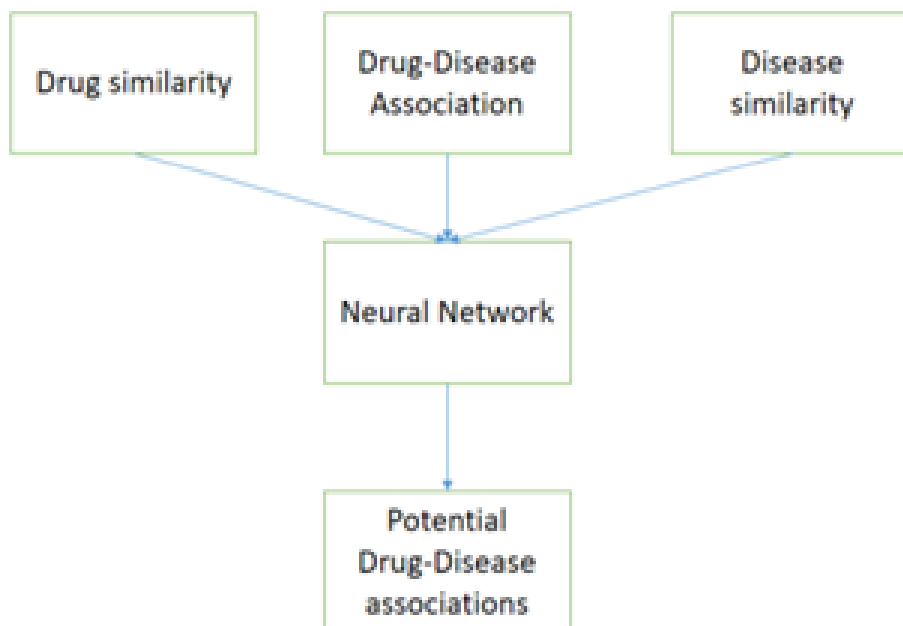 Drug similarity
Drug-Disease
Association
Disease
similarity
Neural Network
Potential
Drug-Disease
associations